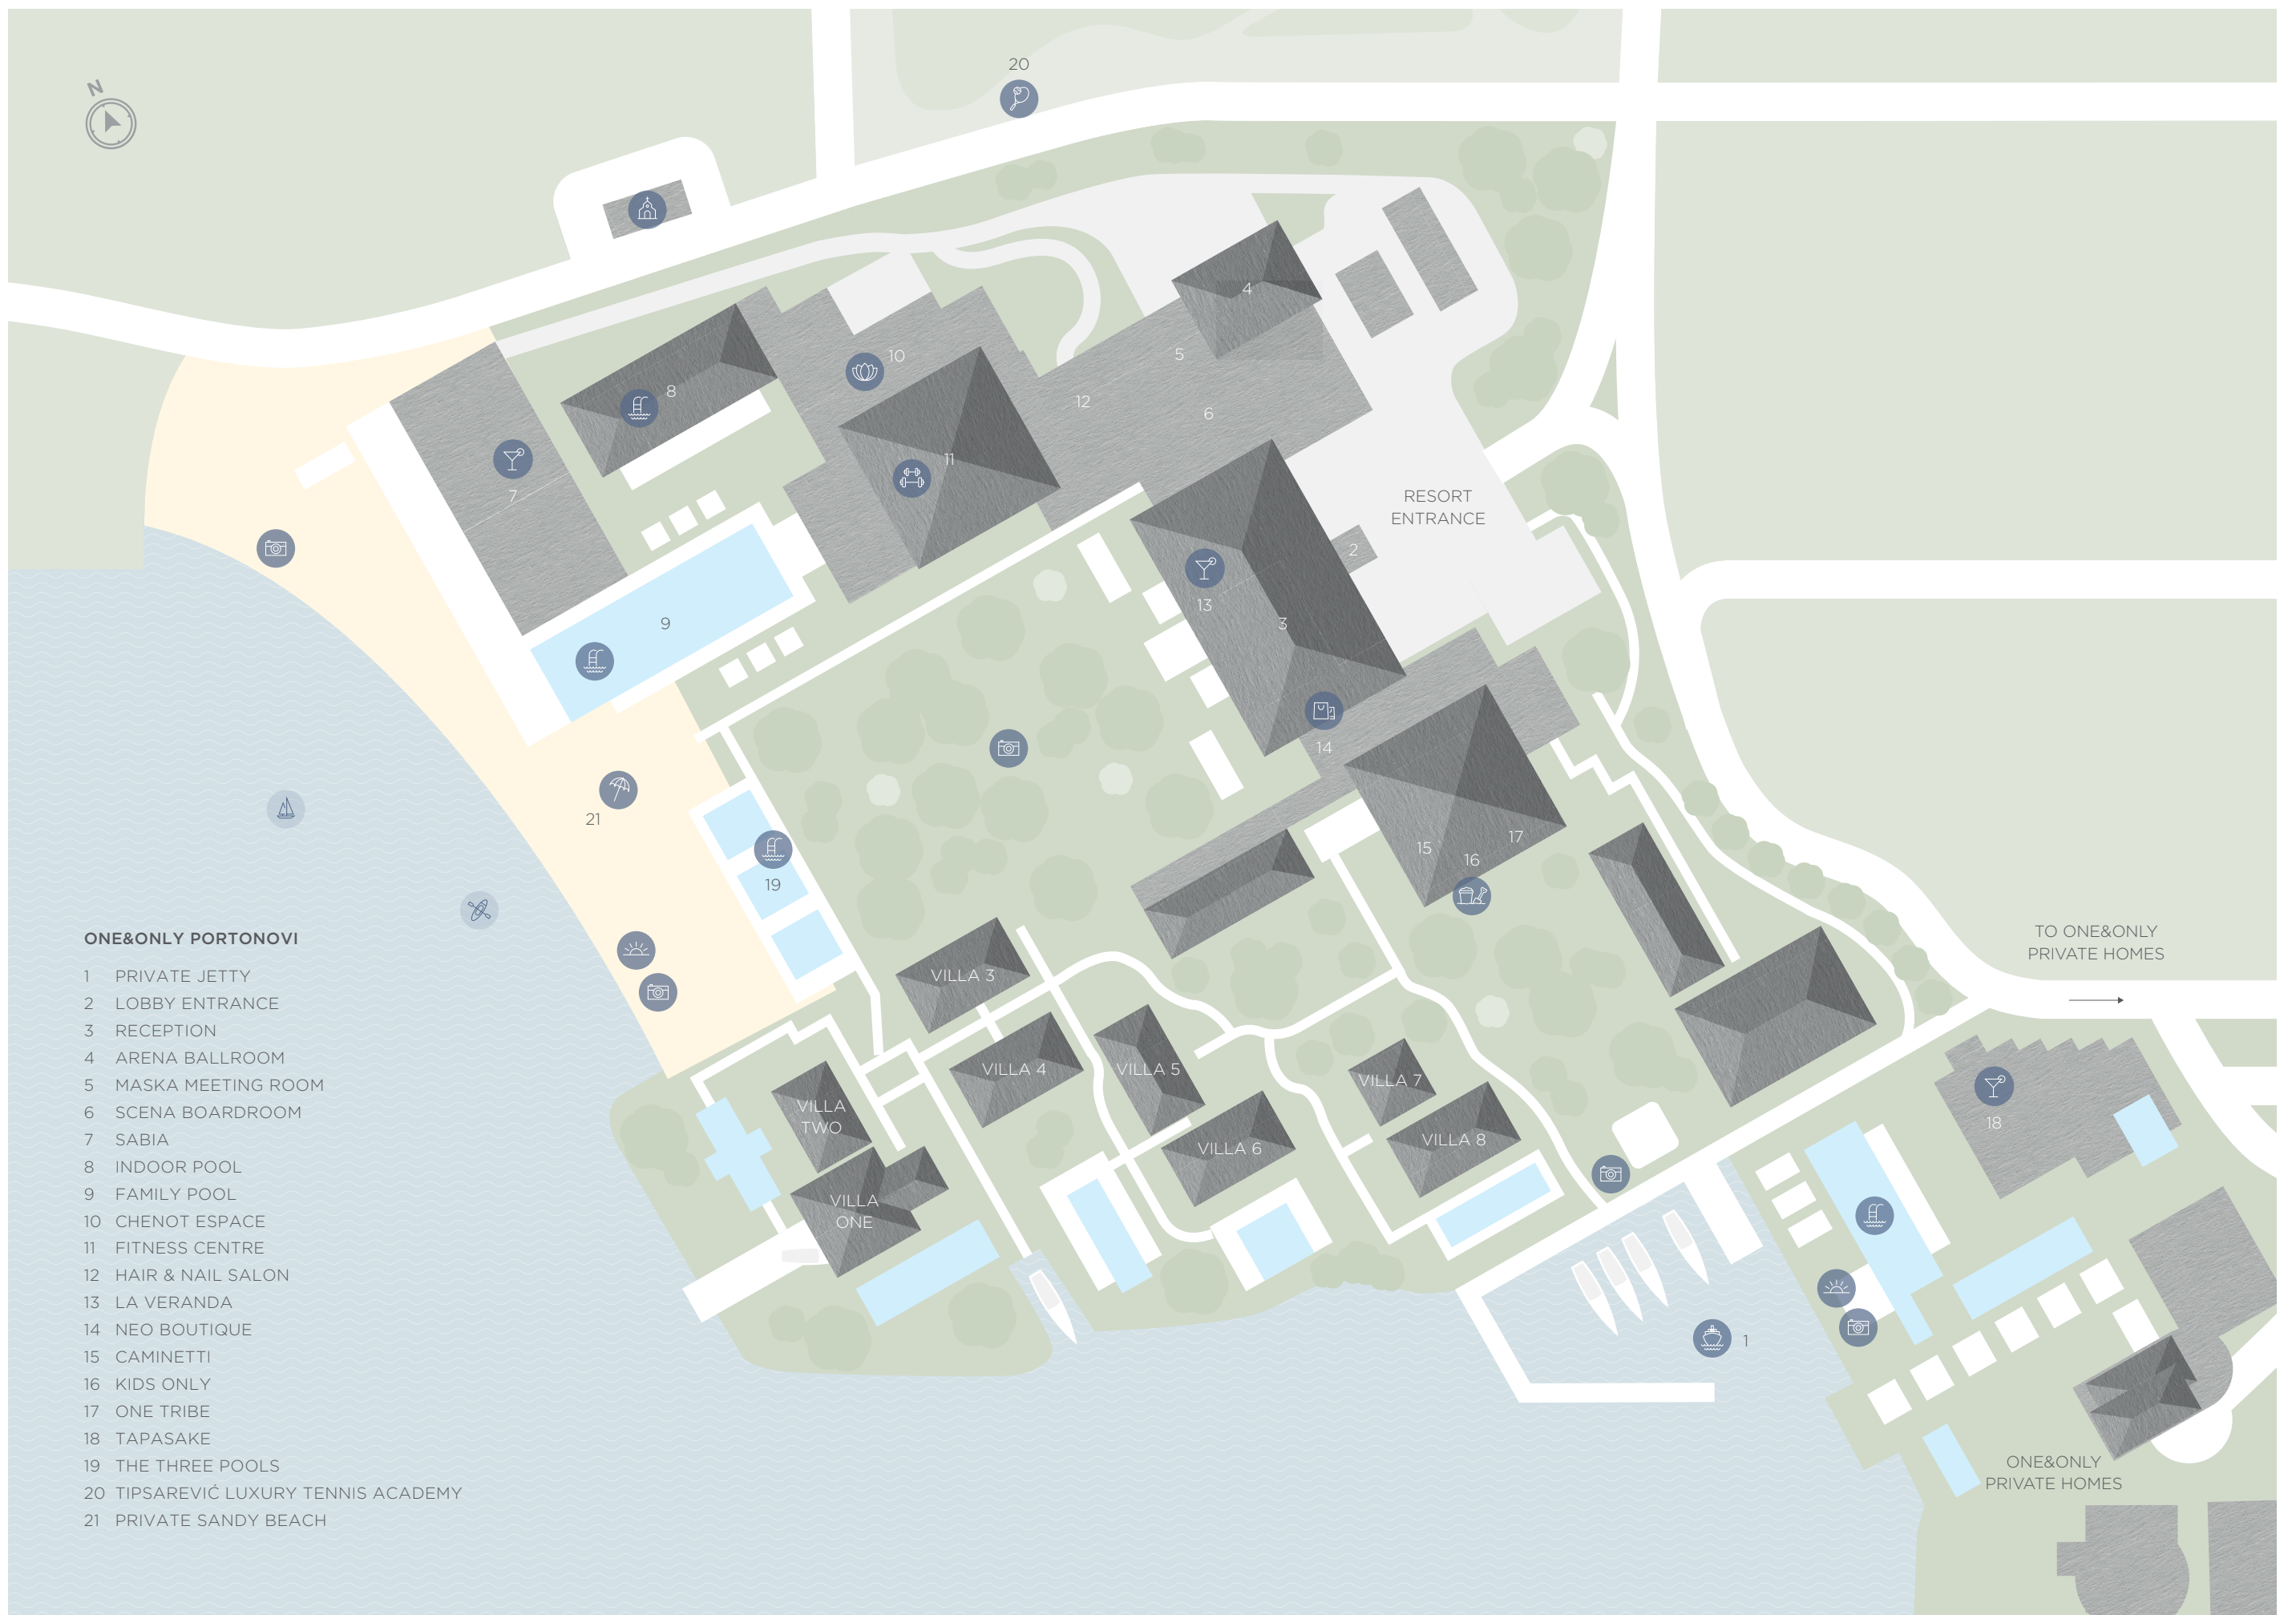 N
20
4
10
5
8
12
6
11
7
RESORT
ENTRANCE
2
13
3
9
14
21
15
17
16
19
TO ONE&ONLY
PRIVATE HOMES
VILLA 3
VILLA 4
VILLA 5
VILLA 7
VILLA
TWO
VILLA 8
VILLA 6
18
VILLA
ONE
1
ONE&ONLY
PRIVATE HOMES
ONE&ONLY PORTONOVI
1 PRIVATE JETTY
2 LOBBY ENTRANCE
3 RECEPTION
4 ARENA BALLROOM
5 MASKA MEETING ROOM
6 SCENA BOARDROOM
7 SABIA
8 INDOOR POOL
9 FAMILY POOL
10 CHENOT ESPACE
11 FITNESS CENTRE
12 HAIR & NAIL SALON
13 LA VERANDA
14 NEO BOUTIQUE
15 CAMINETTI
16 KIDS ONLY
17 ONE TRIBE
18 TAPASAKE
19 THE THREE POOLS
20 TIPSAREVIĆ LUXURY TENNIS ACADEMY
21 PRIVATE SANDY BEACH